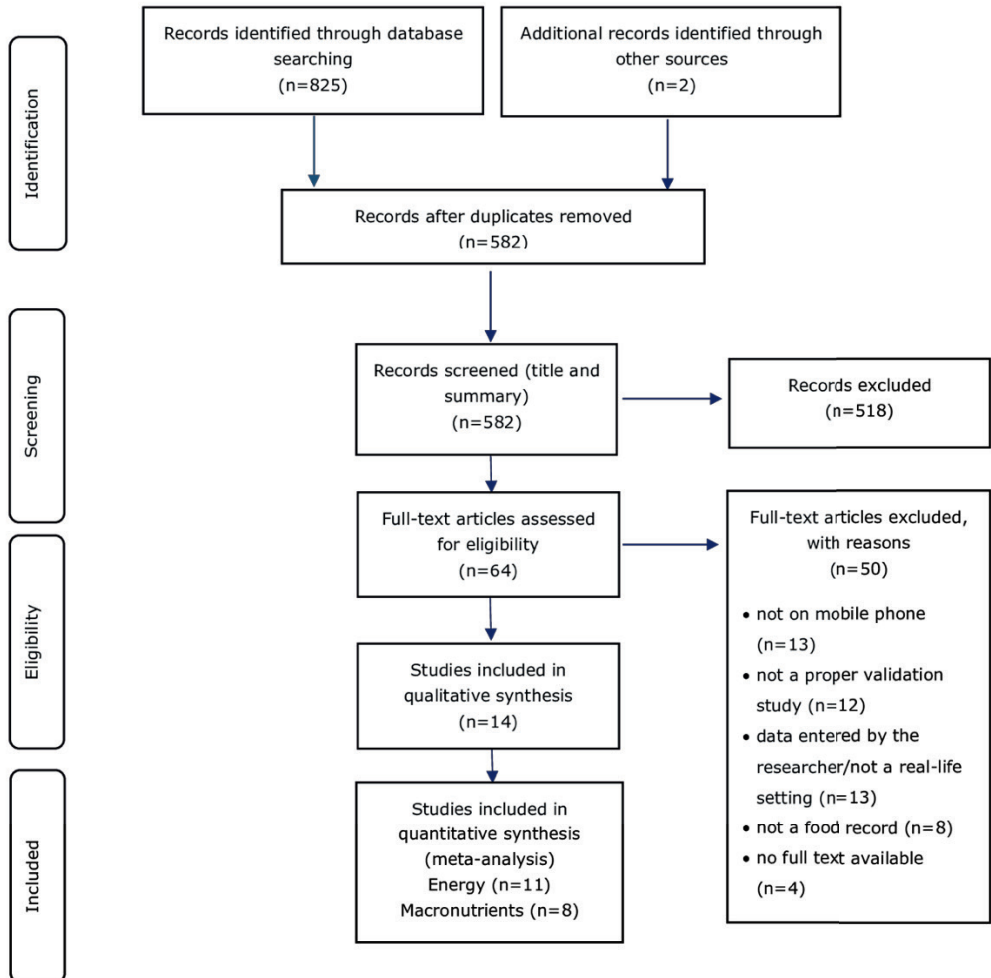 Identification
Records identified through database
searching
(n=825)
Additional records identified through
other sources
(n=2)
Records after duplicates removed
(n=582)
Screening
Records screened (title and
summary)
(n=582)
Records excluded
(n=518)
Eligibility
Full-text articles assessed
for eligibility
(n=64)
Full-text articles excluded,
with reasons
(n=50)
• not on mobile phone
(n=13)
• not a proper validation
study (n=12)
• data entered by the
researcher/not a real-life
setting (n=13)
• not a food record (n=8)
• no full text available
(n=4)
Studies included in
qualitative synthesis
(n=14)
Included
Studies included in
quantitative synthesis
(meta-analysis)
Energy (n=11)
Macronutrients (n=8)